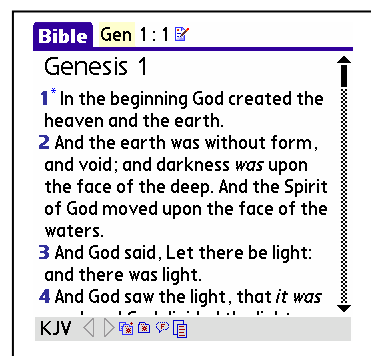 Bible Gen 1:1
Genesis 1
1* In the beginning God created the
heaven and the earth.
2 And the earth was without form,
and void; and darkness was upon
the face of the deep. And the Spirit
of God moved upon the face of the
waters.
3 And God said, Let there be light:
and there was light.
4 And God saw the light, that it was
KJV